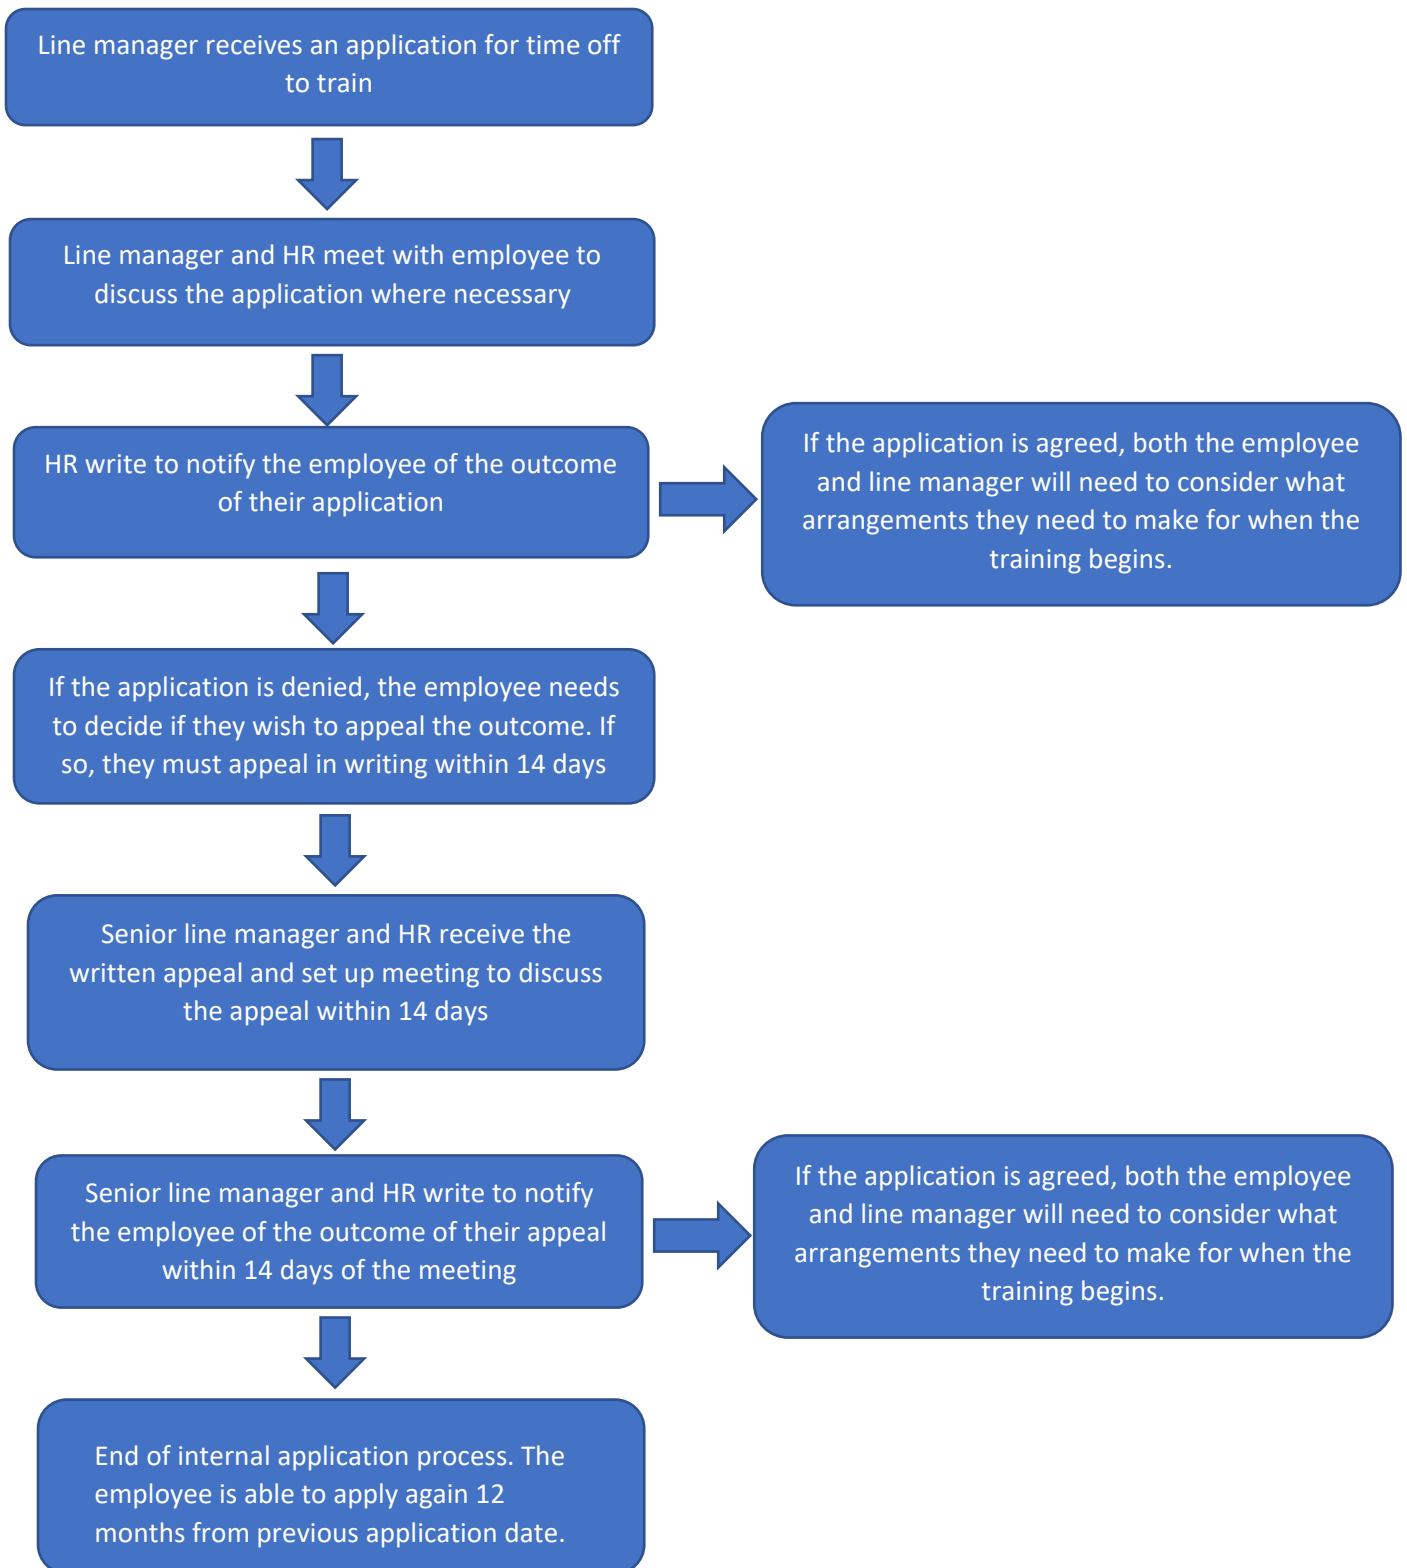 Line manager receives an application for time off
to train
Line manager and HR meet with employee to
discuss the application where necessary
HR write to notify the employee of the outcome
of their application
If the application is agreed, both the employee
and line manager will need to consider what
arrangements they need to make for when the
training begins.
If the application is denied, the employee needs
to decide if they wish to appeal the outcome. If
so, they must appeal in writing within 14 days
Senior line manager and HR receive the
written appeal and set up meeting to discuss
the appeal within 14 days
Senior line manager and HR write to notify
the employee of the outcome of their appeal
within 14 days of the meeting
If the application is agreed, both the employee
and line manager will need to consider what
arrangements they need to make for when the
training begins.
End of internal application process. The
employee is able to apply again 12
months from previous application date.